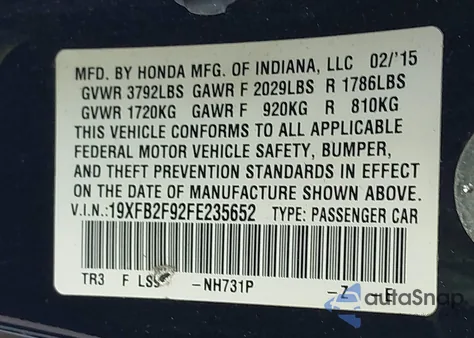 MFD. BY HONDA MFG. OF INDIANA, LLC 02/'15
GVWR 3792LBS GAWR F 2029LBS R 1786LBS
GVWR 1720KG GAWR F 920KG R 810KG
THIS VEHICLE CONFORMS TO ALL APPLICABLE
FEDERAL MOTOR VEHICLE SAFETY, BUMPER,
AND THEFT PREVENTION STANDARDS IN EFFECT
ON THE DATE OF MANUFACTURE SHOWN ABOVE.
V.I.N.:19XFB2F92FE235652 TYPE: PASSENGER CAR
TR3 F -NH731P -Z E
autoSnap